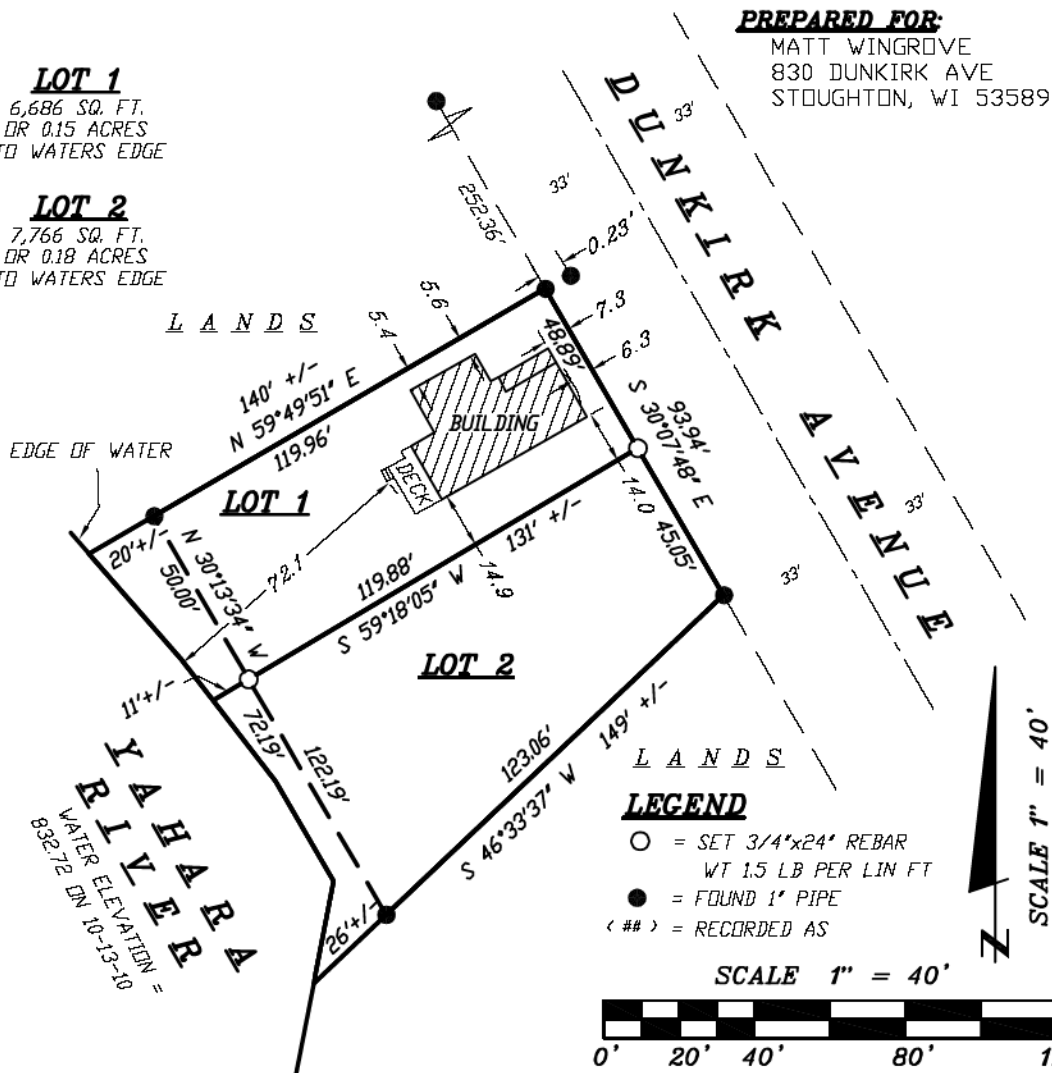 PREPARED FOR:
MATT WINGROVE
830 DUNKIRK AVE
STOUGHTON, WI 53589
LOT 1
6,686 SQ. FT.
OR 0.15 ACRES
TO WATERS EDGE
LOT 2
7,766 SQ. FT.
OR 0.18 ACRES
TO WATERS EDGE
DUNKIRK AVENUE
33'
33'
33'
33'
252.36'
0.23'
7.3
6.3
5.6
5.4
LANDS
140' +/-
N 59°49'51" E
119.96'
48.89'
S 30°07'48" E
93.94'
BUILDING
DECK
EDGE OF WATER
LOT 1
20'+/-
N 30°13'34" W
50.00'
72.1
14.0
45.05'
131' +/-
119.88'
S 59°18'05" W
14.9
LOT 2
11'+/-
72.19'
122.19'
149' +/-
123.06'
S 46°33'37" W
26'+/-
YAHARA
RIVER
WATER ELEVATION =
832.72 ON 10-13-10
LANDS
LEGEND
= SET 3/4"x24" REBAR
WT 1.5 LB PER LIN FT
= FOUND 1" PIPE
( ## ) = RECORDED AS
N
SCALE 1" = 40'
SCALE 1" = 40'
0' 20' 40' 80'